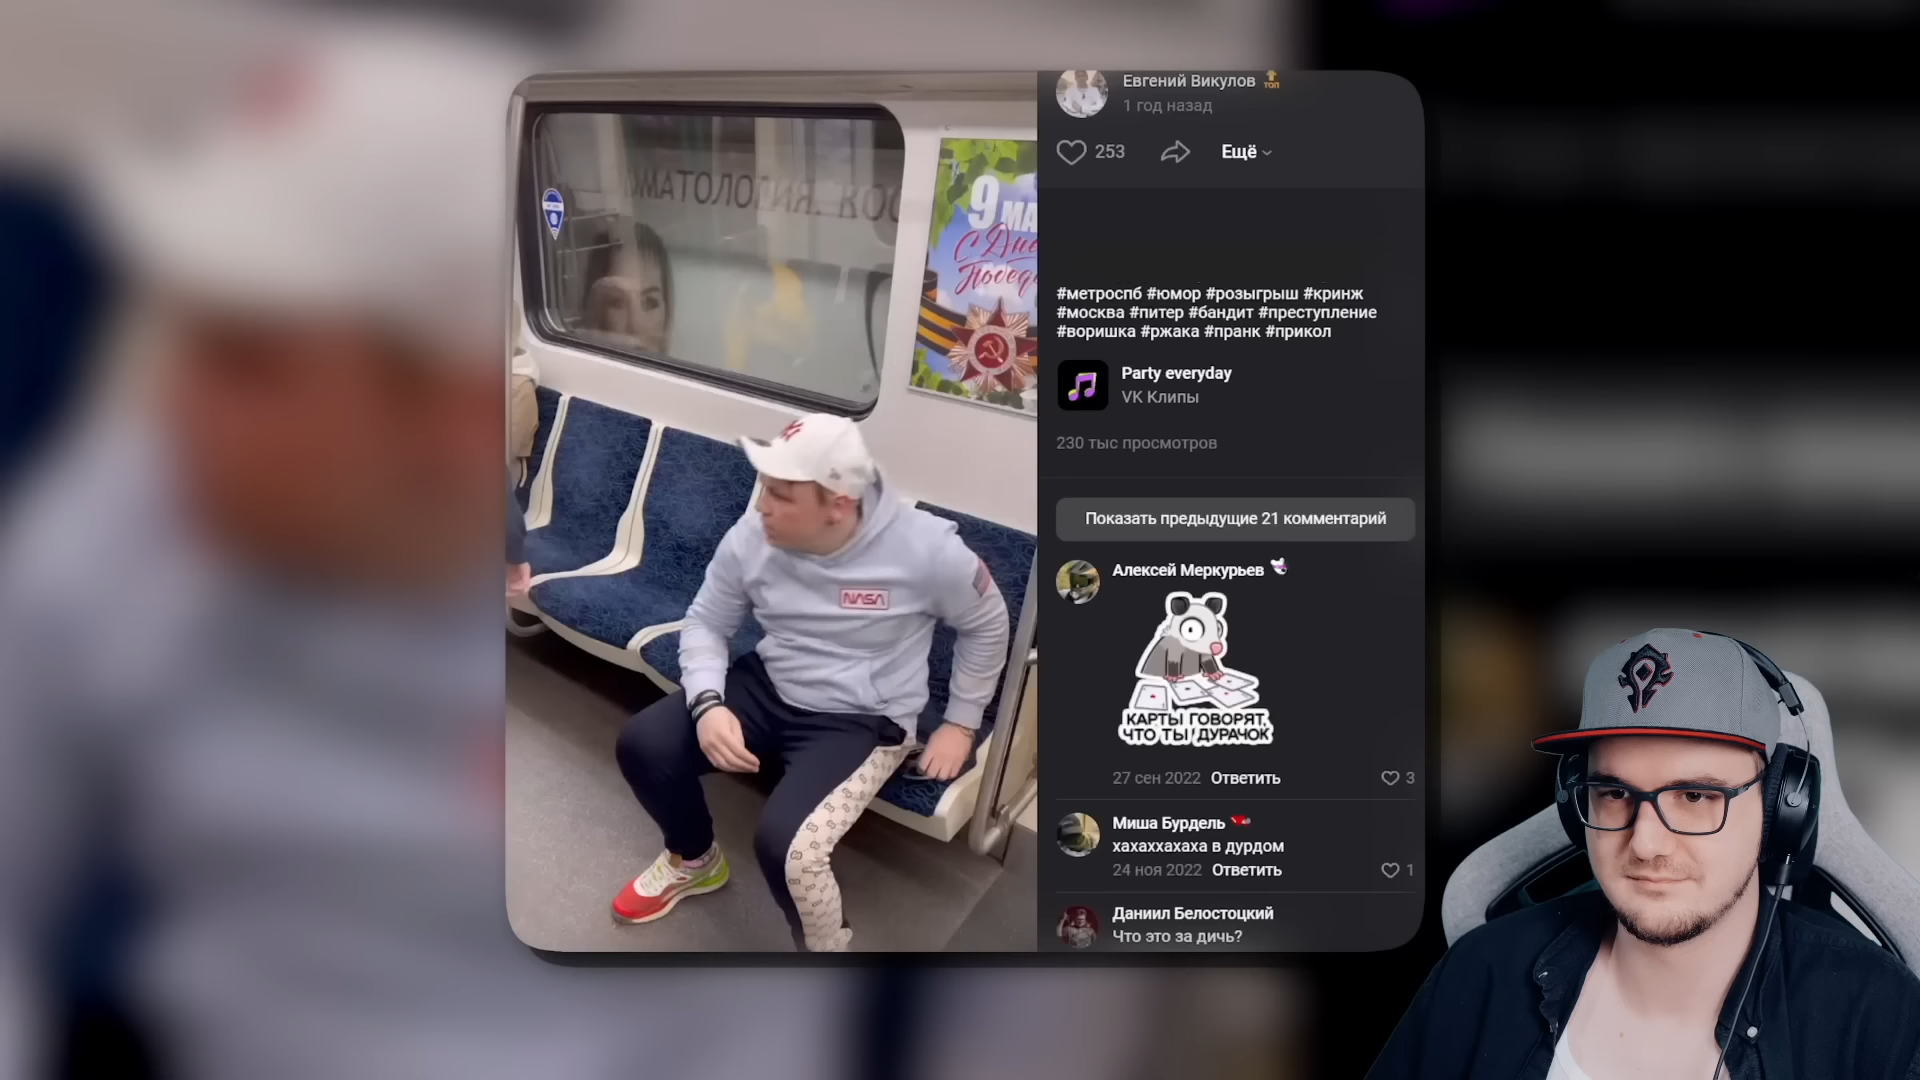 9 МА
С Дне
Победы
NASA
Евгений Викулов
ТОП
1 год назад
253
Ещё
#метроспб #юмор #розыгрыш #кринж
#москва #питер #бандит #преступление
#воришка #ржака #пранк #прикол
Party everyday
VK Клипы
230 тыс просмотров
Показать предыдущие 21 комментарий
Алексей Меркурьев
КАРТЫ ГОВОРЯТ,
ЧТО ТЫ ДУРАЧОК
27 сен 2022 Ответить
3
Миша Бурдель
хахаххахаха в дурдом
24 ноя 2022 Ответить
1
Даниил Белостоцкий
Что это за дичь?